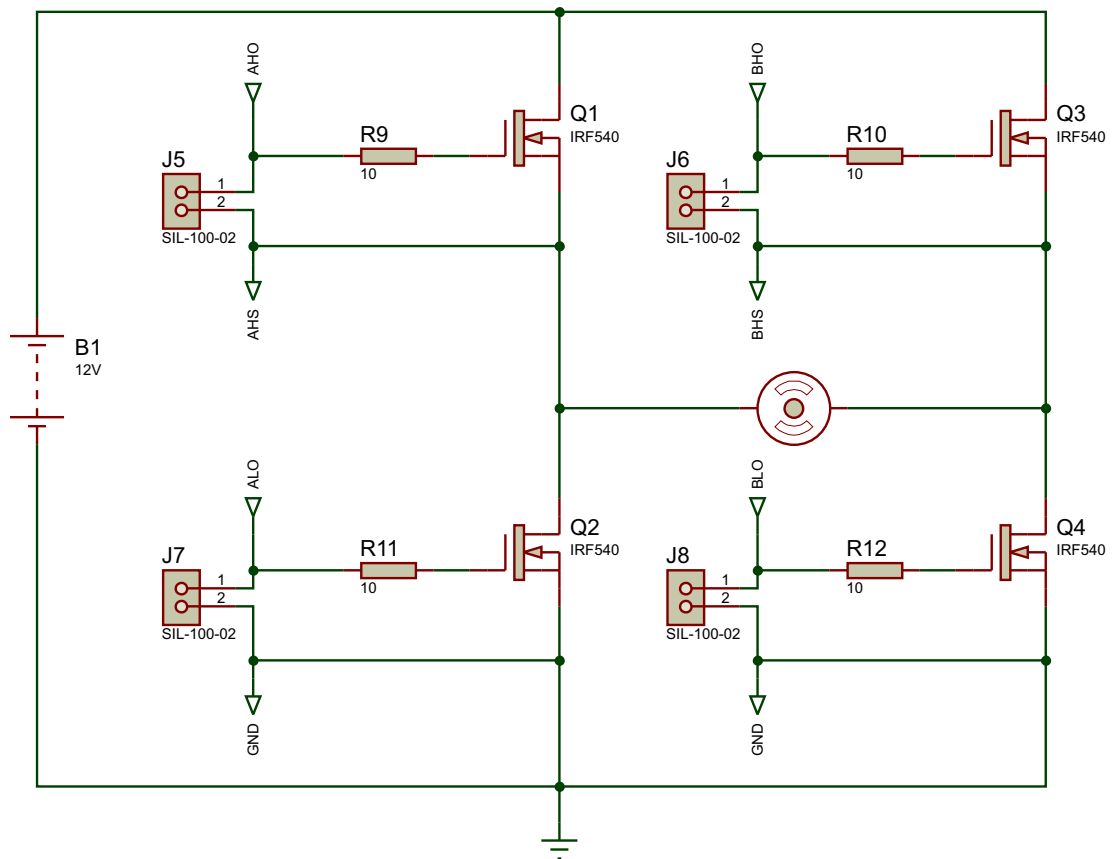 AHO
BHO
Q1
IRF540
Q3
IRF540
R9
10
R10
10
J5
1
2
SIL-100-02
J6
1
2
SIL-100-02
AHS
BHS
B1
12V
ALO
BLO
Q2
IRF540
Q4
IRF540
R11
10
R12
10
J7
1
2
SIL-100-02
J8
1
2
SIL-100-02
GND
GND